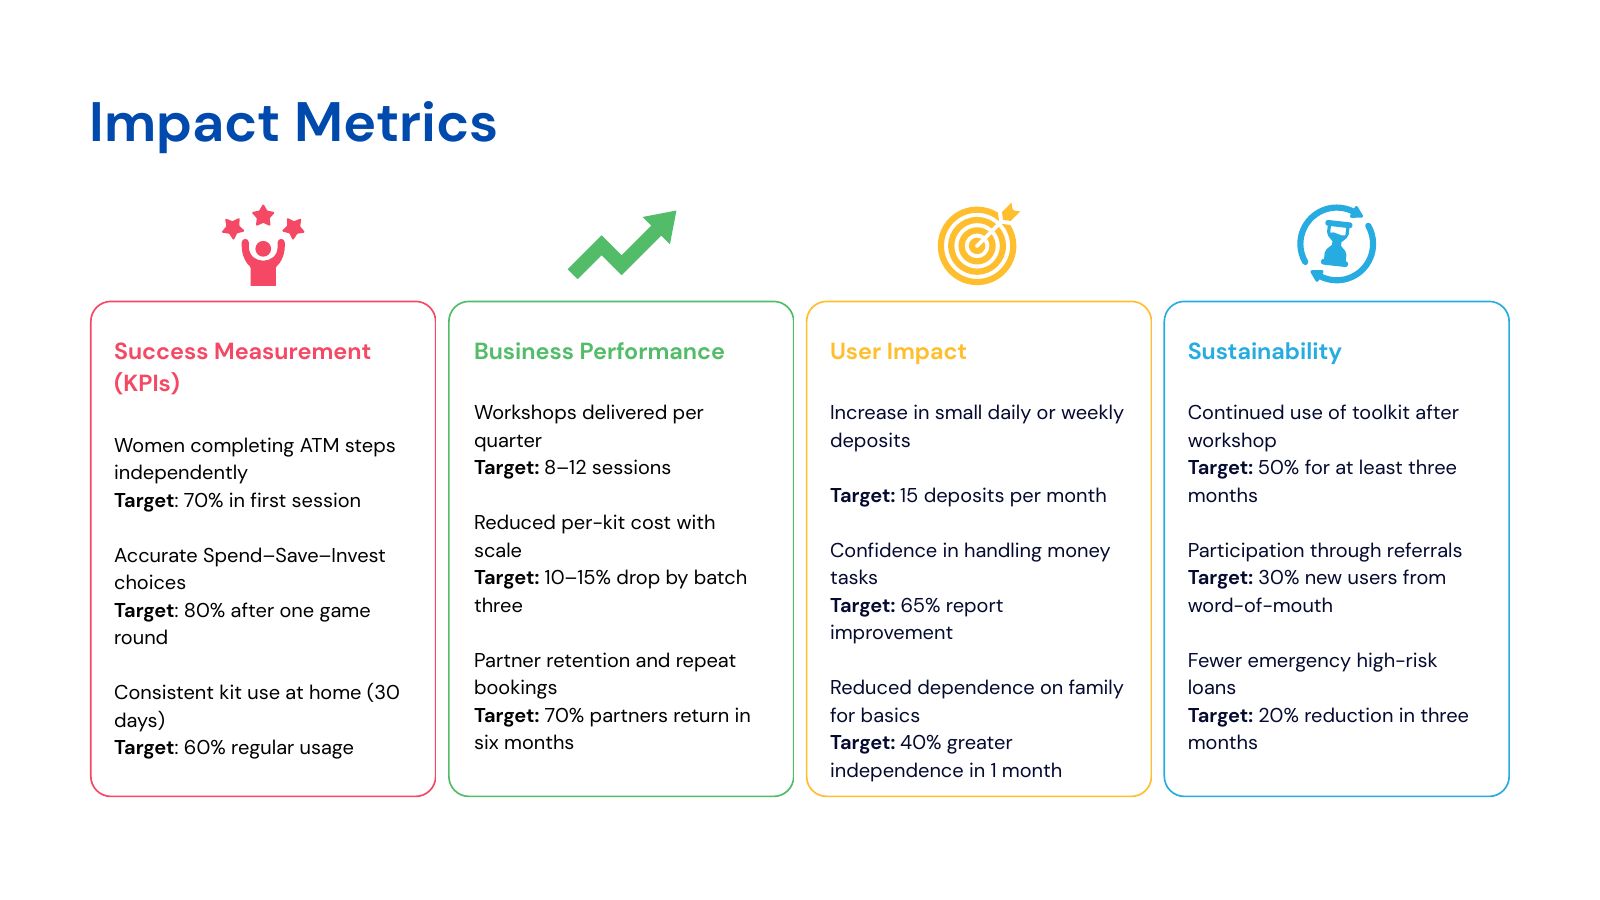 Impact Metrics
Success Measurement
(KPIs)
Women completing ATM steps
independently
Target: 70% in first session
Accurate Spend–Save–Invest
choices
Target: 80% after one game
round
Consistent kit use at home (30
days)
Target: 60% regular usage
Business Performance
Workshops delivered per
quarter
Target: 8–12 sessions
Reduced per-kit cost with
scale
Target: 10–15% drop by batch
three
Partner retention and repeat
bookings
Target: 70% partners return in
six months
User Impact
Increase in small daily or weekly
deposits
Target: 15 deposits per month
Confidence in handling money
tasks
Target: 65% report
improvement
Reduced dependence on family
for basics
Target: 40% greater
independence in 1 month
Sustainability
Continued use of toolkit after
workshop
Target: 50% for at least three
months
Participation through referrals
Target: 30% new users from
word-of-mouth
Fewer emergency high-risk
loans
Target: 20% reduction in three
months